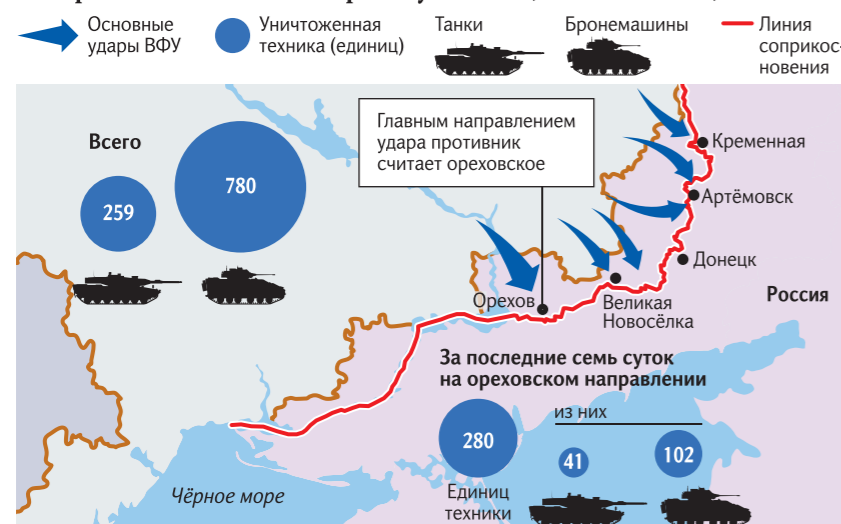 Основные
удары ВФУ
Уничтоженная
техника (единиц)
Танки
Бронемашины
Линия
соприкос-
новения
Всего
259
780
Главным направлением
удара противник
считает ореховское
Кременная
Артёмовск
Донецк
Орехов
Великая
Новосёлка
Россия
За последние семь суток
на ореховском направлении
280
Единиц
техники
из них
41
102
Чёрное море